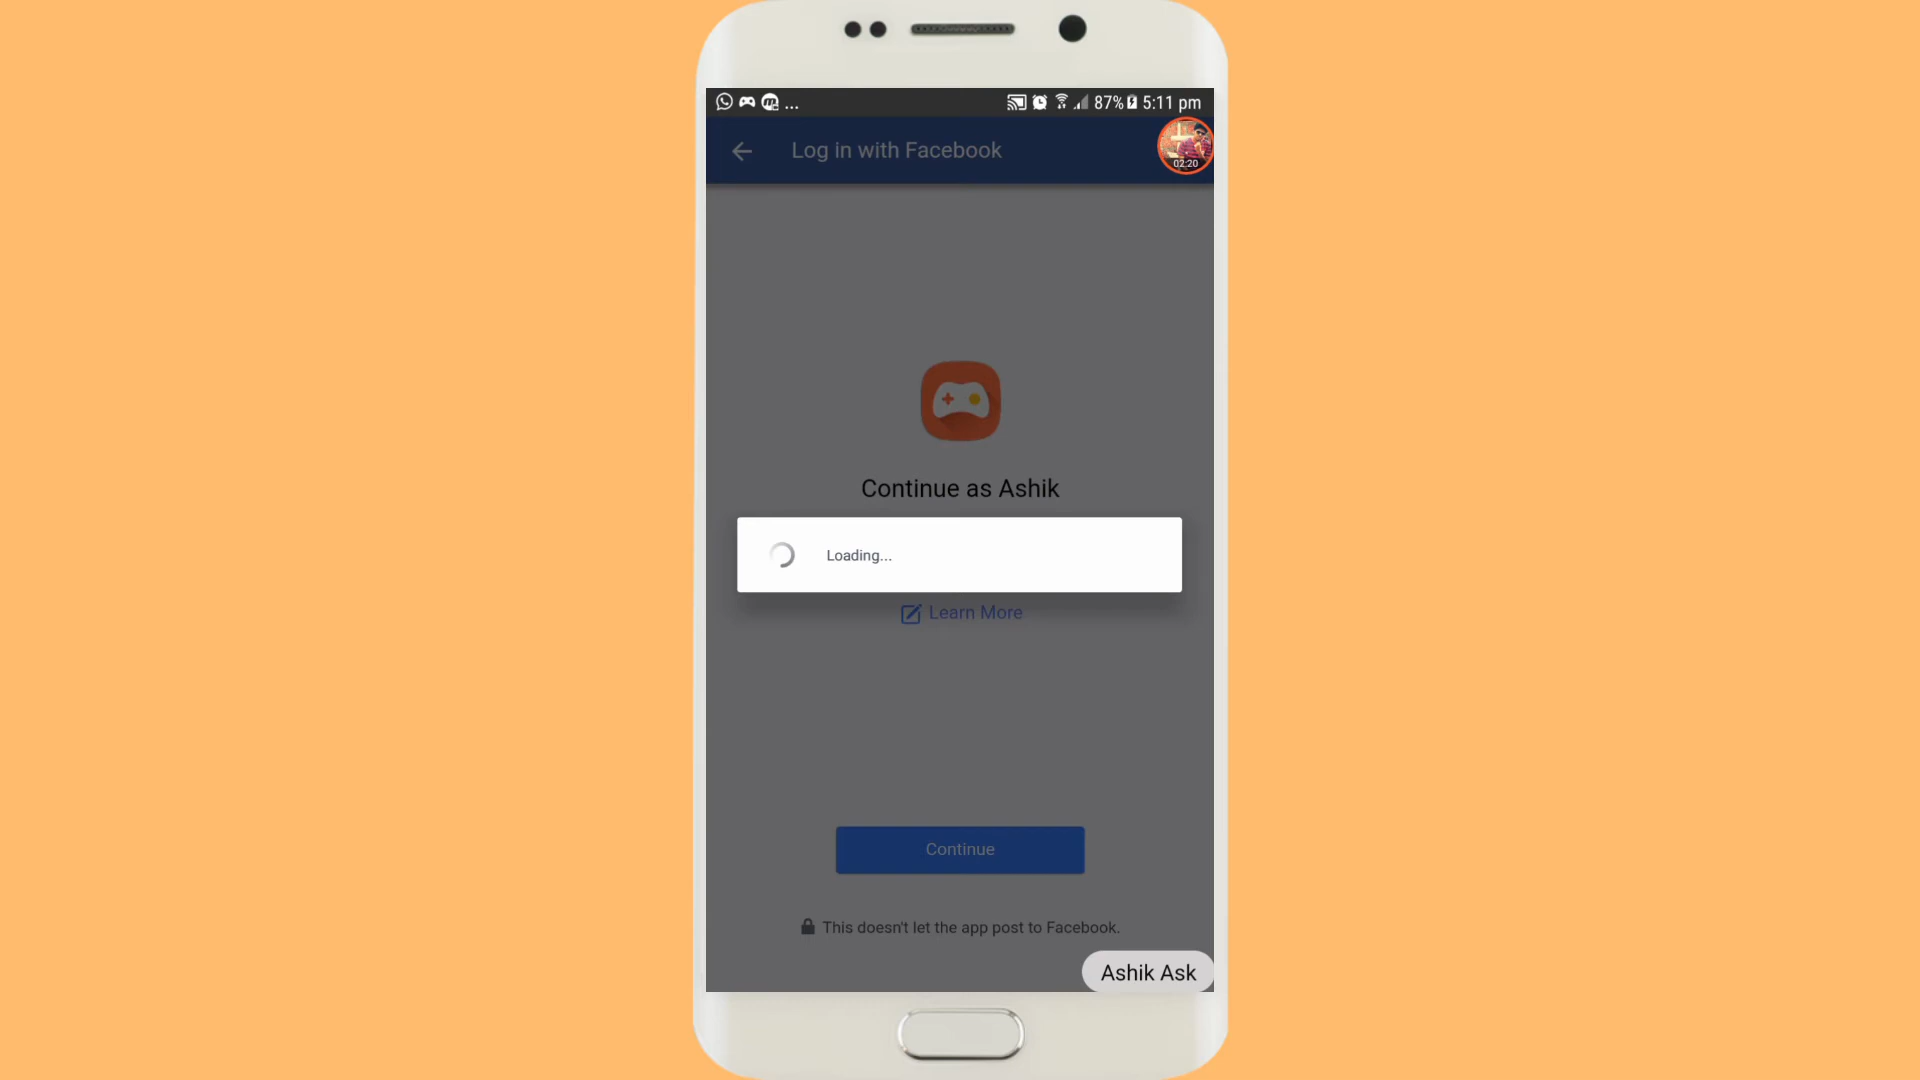 ... 87% 5:11 pm
Log in with Facebook
02:20
Continue as Ashik
Loading...
Learn More
Continue
This doesn't let the app post to Facebook.
Ashik Ask